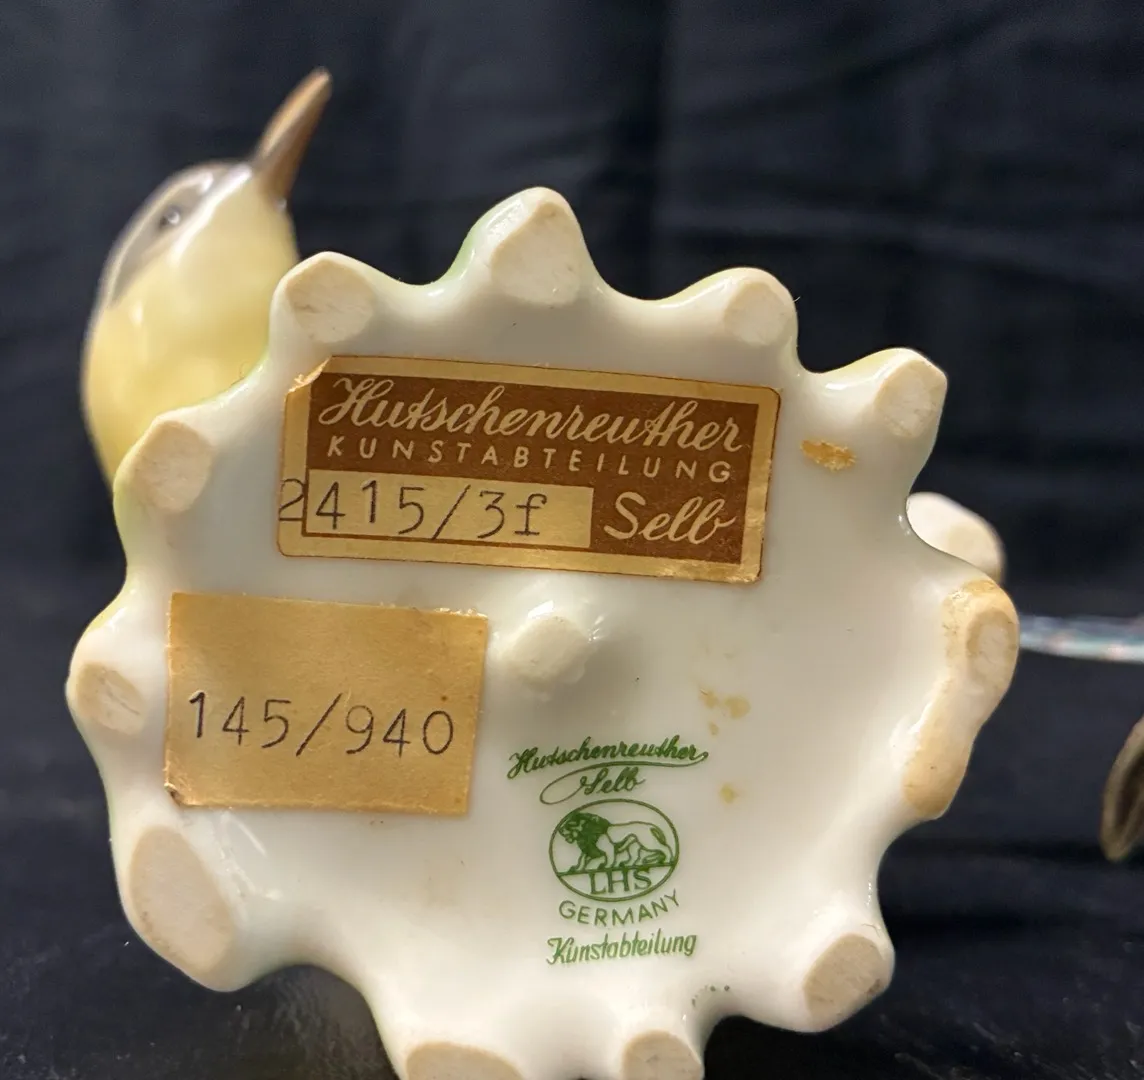 Hutschenreuther
KUNSTABTEILUNG
2415/3f Selb
145/940
Hutschenreuther
Selb
LHS
GERMANY
Kunstabteilung